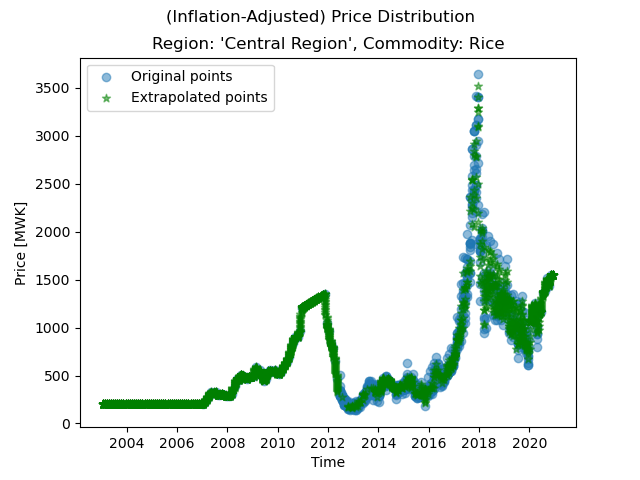 (Inflation-Adjusted) Price Distribution
Region: 'Central Region', Commodity: Rice
Original points
Extrapolated points
Price [MWK]
3500
3000
2500
2000
1500
1000
500
0
2004 2006 2008 2010 2012 2014 2016 2018 2020
Time